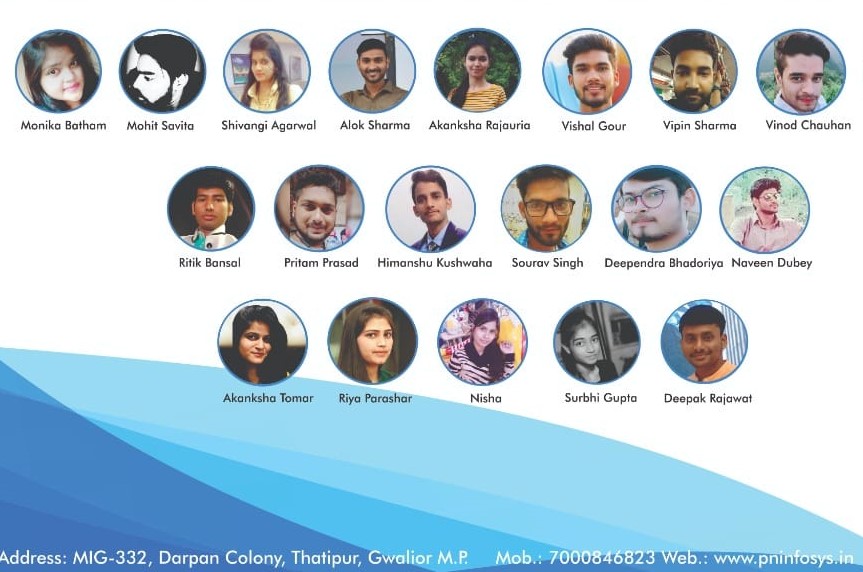 Monika Batham Mohit Savita Shivangi Agarwal Alok Sharma Akanksha Rajauria Vishal Gour Vipin Sharma Vinod Chauhan
Ritik Bansal Pritam Prasad Himanshu Kushwaha Sourav Singh Deependra Bhadoriya Naveen Dubey
Akanksha Tomar Riya Parashar Nisha Surbhi Gupta Deepak Rajawat
Address: MIG-332, Darpan Colony, Thatipur, Gwalior M.P. Mob.: 7000846823 Web.: www.pninfosys.in